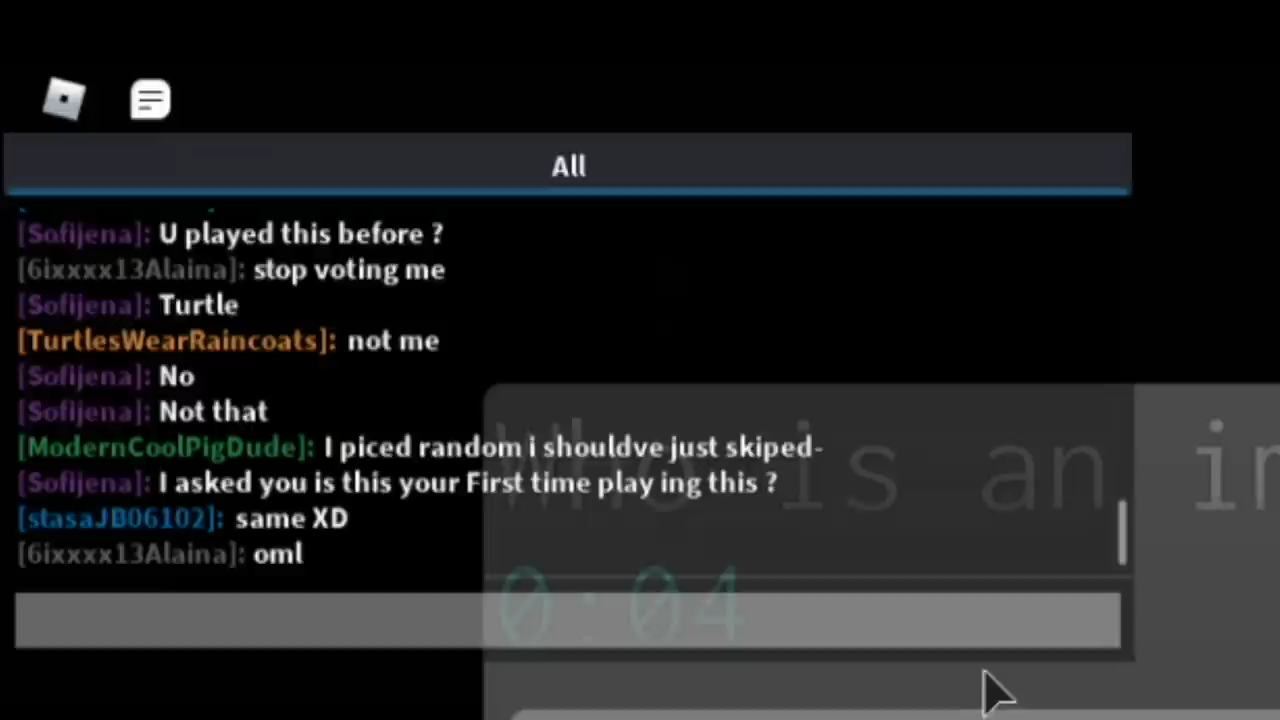 All
[Sofijena]: U played this before ?
[6ixxxx13Alaina]: stop voting me
[Sofijena]: Turtle
[TurtlesWearRaincoats]: not me
[Sofijena]: No
[Sofijena]: Not that
[ModernCoolPigDude]: I piced random i shouldve just skiped-
[Sofijena]: I asked you is this your First time play ing this ?
[stasaJB06102]: same XD
[6ixxxx13Alaina]: oml
Who is an
0:04